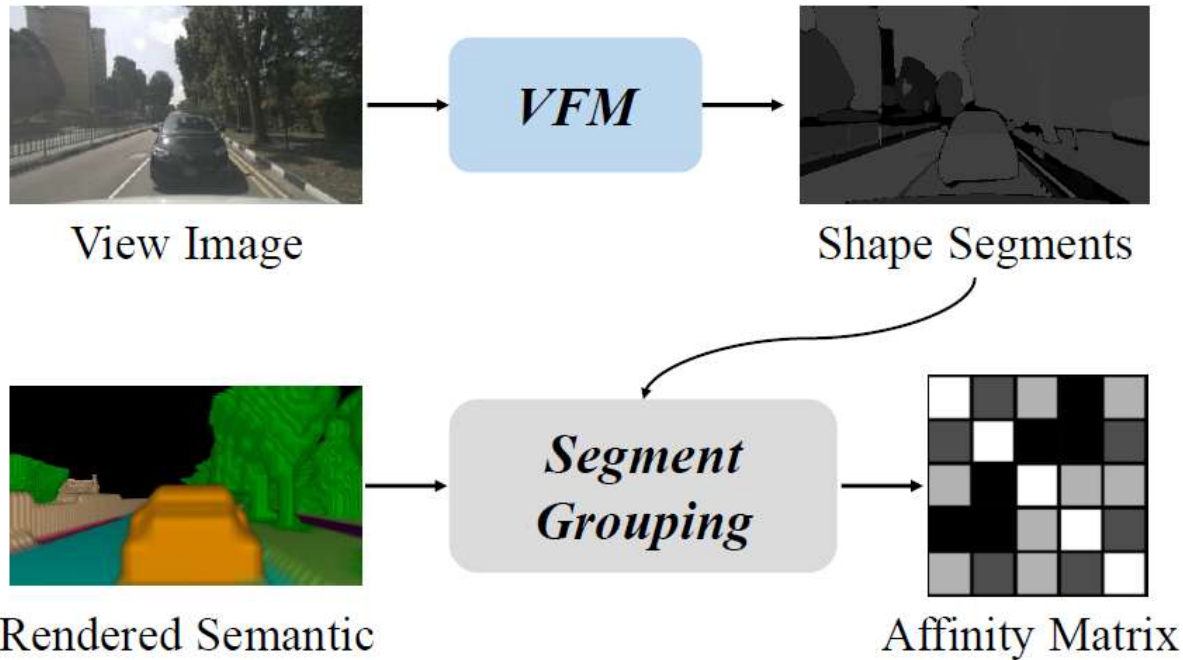 VFM
View Image
Shape Segments
Segment
Grouping
Rendered Semantic
Affinity Matrix